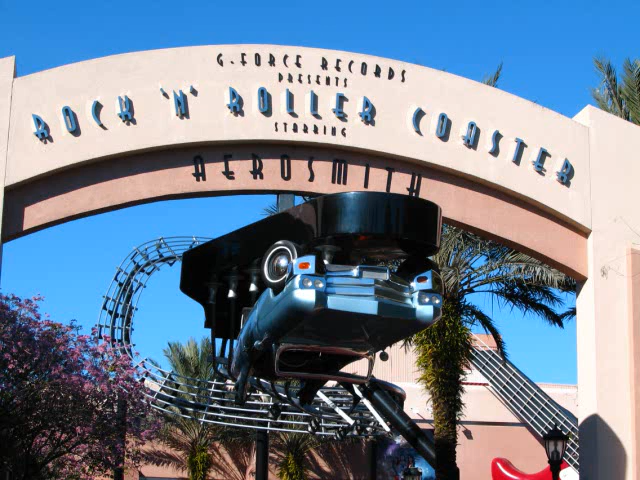 G-FORCE RECORDS
PRESENTS
ROCK 'N' ROLLER COASTER
STARRING
AEROSMITH